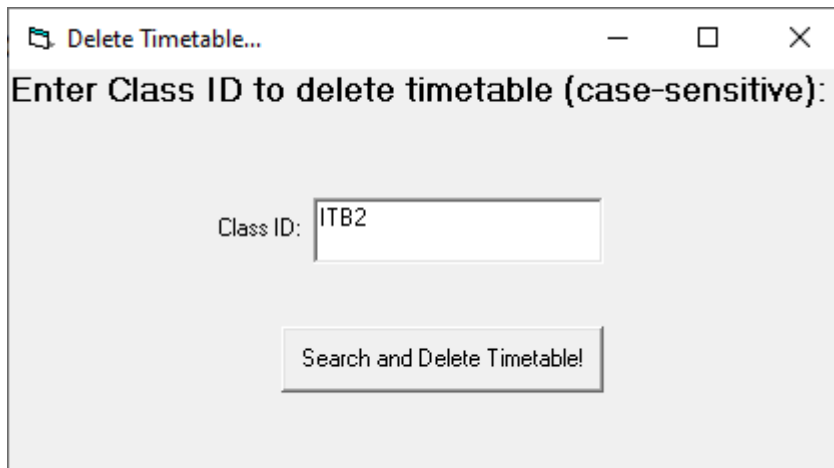 Delete Timetable...
Enter Class ID to delete timetable (case-sensitive):
Class ID: ITB2
Search and Delete Timetable!